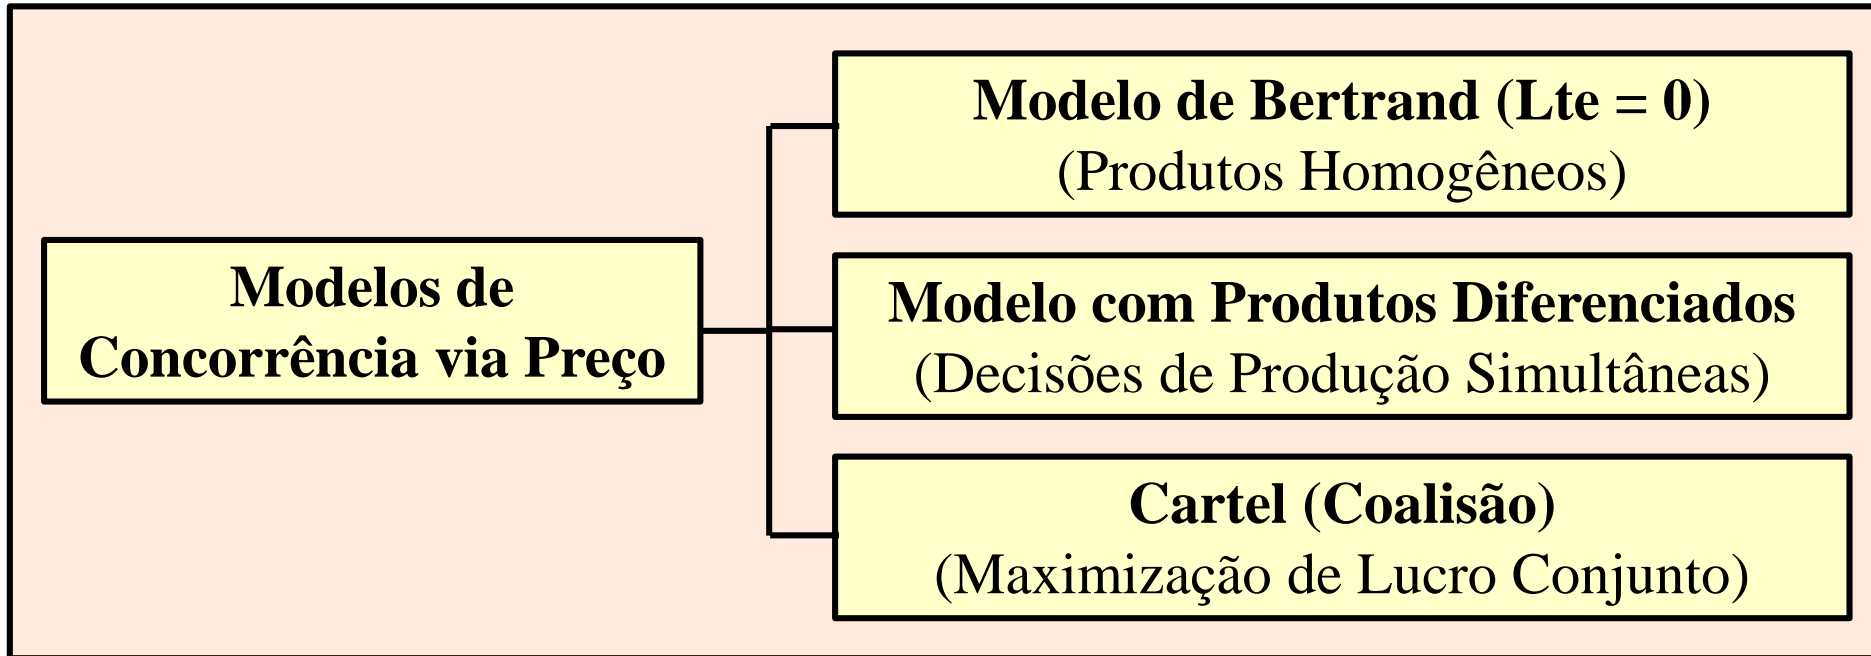 Modelo de Bertrand (Lte = 0)
(Produtos Homogêneos)
Modelos de
Concorrência via Preço
Modelo com Produtos Diferenciados
(Decisões de Produção Simultâneas)
Cartel (Coalisão)
(Maximização de Lucro Conjunto)